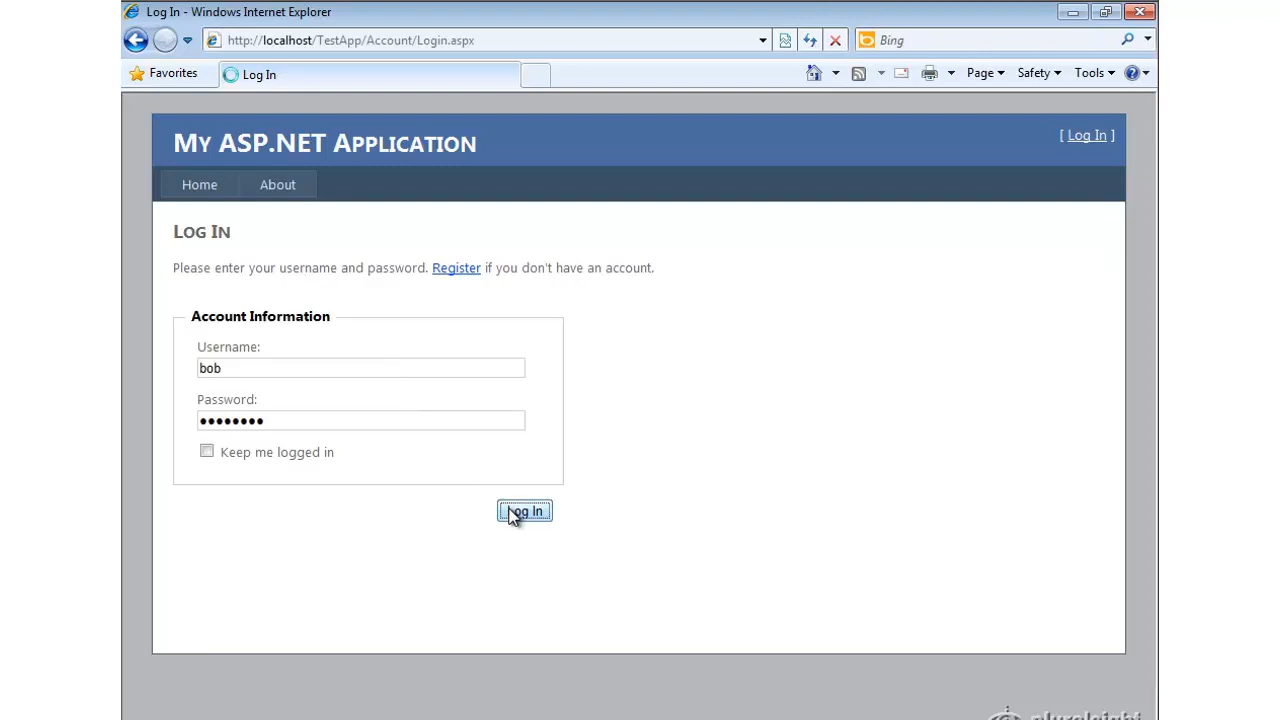 Log In - Windows Internet Explorer
http://localhost/TestApp/Account/Login.aspx
Bing
Favorites
Log In
Page
Safety
Tools
My ASP.NET Application
[ Log In ]
Home
About
Log In
Please enter your username and password. Register if you don't have an account.
Account Information
Username:
bob
Password:
••••••••
Keep me logged in
Log In